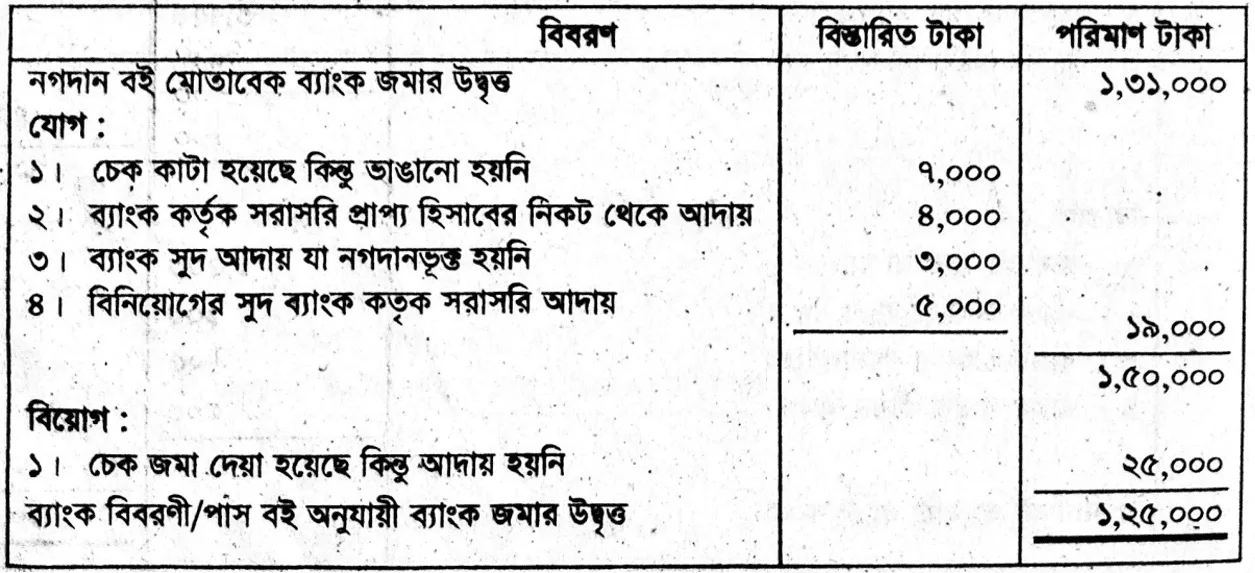 বিবরণ বিস্তারিত টাকা পরিমাণ টাকা
নগদান বই মোতাবেক ব্যাংক জমার উদ্বৃত্ত ১,৩১,০০০
যোগ :
১। চেক কাটা হয়েছে কিন্তু ভাঙানো হয়নি ৭,০০০
২। ব্যাংক কর্তৃক সরাসরি প্রাপ্য হিসাবের নিকট থেকে আদায় ৪,০০০
৩। ব্যাংক সুদ আদায় যা নগদানভূক্ত হয়নি ৩,০০০
৪। বিনিয়োগের সুদ ব্যাংক কতৃক সরাসরি আদায় ৫,০০০
১৯,০০০
১,৫০,০০০
বিয়োগ :
১। চেক জমা দেয়া হয়েছে কিন্তু আদায় হয়নি ২৫,০০০
ব্যাংক বিবরণী/পাস বই অনুযায়ী ব্যাংক জমার উদ্বৃত্ত ১,২৫,০০০